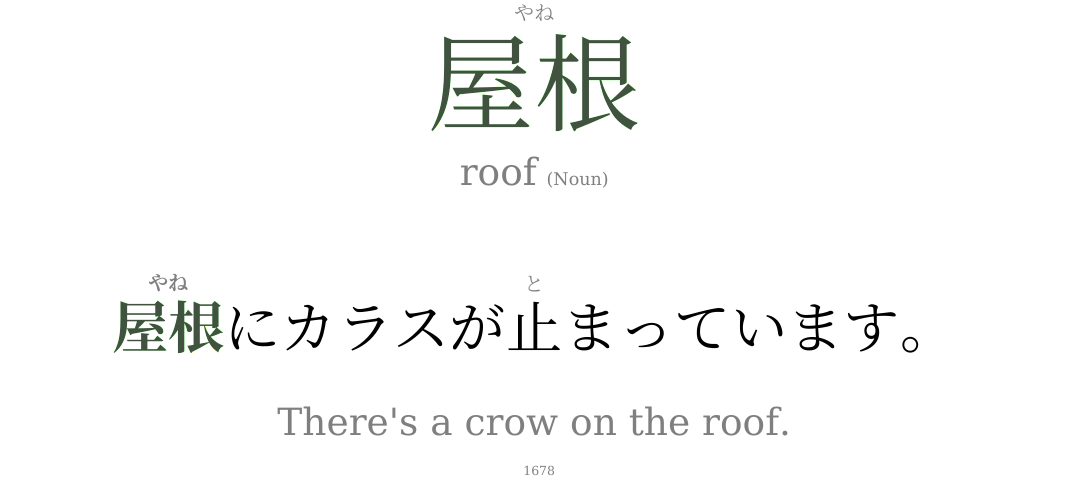 やね
屋根
roof (Noun)
やね と
屋根にカラスが止まっています。
There's a crow on the roof.
1678